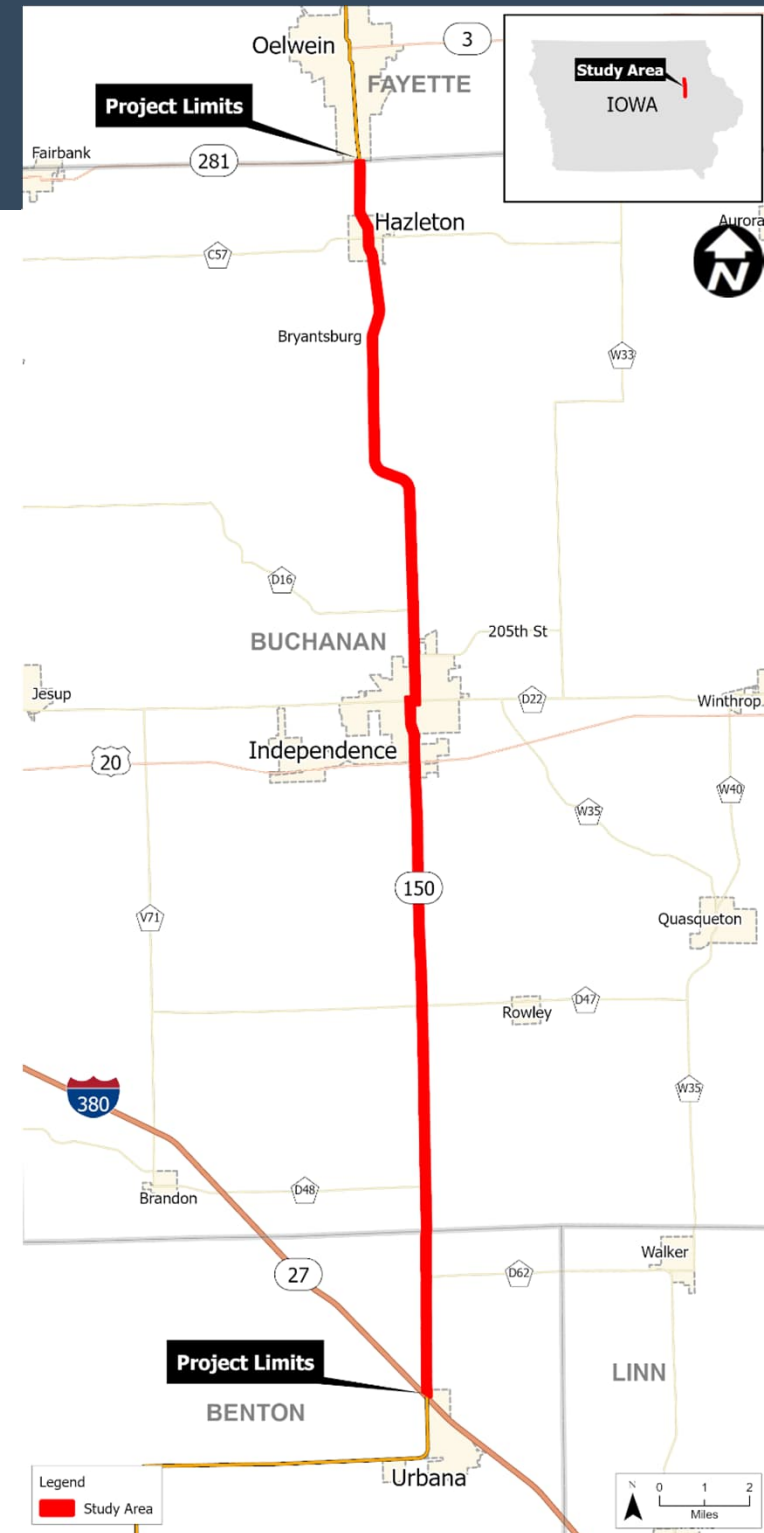 Oelwein
3
FAYETTE
Study Area
IOWA
Project Limits
Fairbank
281
Hazleton
Aurora
N
C57
Bryantsburg
W33
D16
BUCHANAN
205th St
Jesup
D22
Winthrop
Independence
20
W40
W35
150
V71
Quasqueton
D47
Rowley
380
W35
Brandon
D48
Walker
27
D62
Project Limits
LINN
BENTON
Urbana
Legend
Study Area
N
0 1 2
Miles